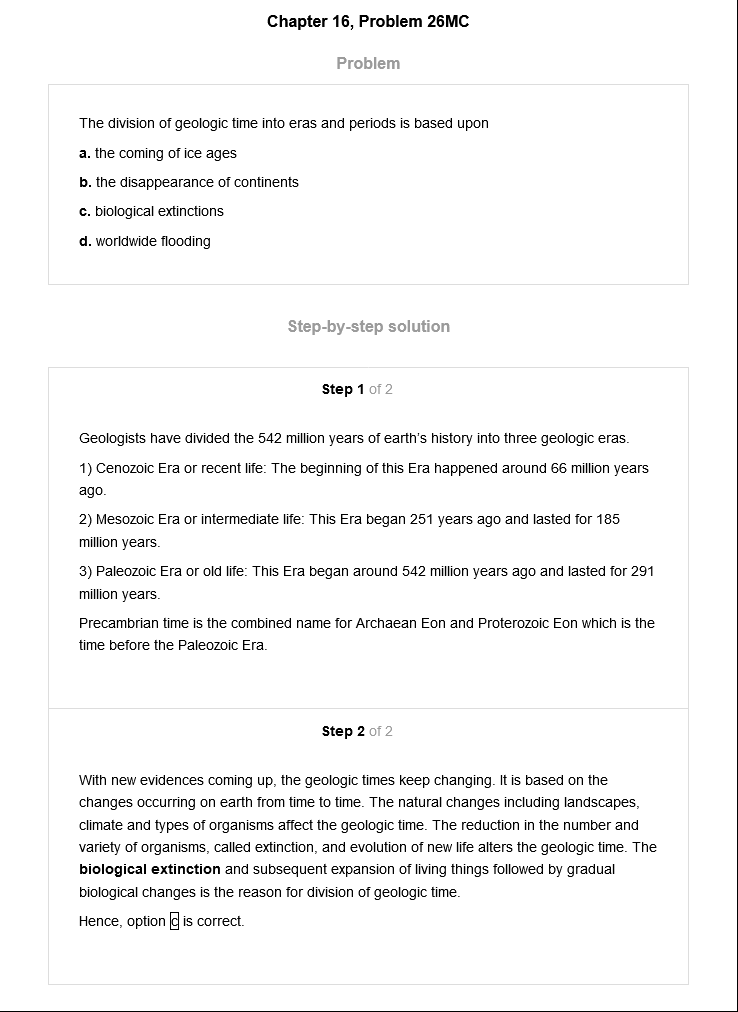 Chapter 16, Problem 26MC
Problem
The division of geologic time into eras and periods is based upon
a. the coming of ice ages
b. the disappearance of continents
c. biological extinctions
d. worldwide flooding
Step-by-step solution
Step 1 of 2
Geologists have divided the 542 million years of earth's history into three geologic eras.
1) Cenozoic Era or recent life: The beginning of this Era happened around 66 million years
ago.
2) Mesozoic Era or intermediate life: This Era began 251 years ago and lasted for 185
million years.
3) Paleozoic Era or old life: This Era began around 542 million years ago and lasted for 291
million years.
Precambrian time is the combined name for Archaean Eon and Proterozoic Eon which is the
time before the Paleozoic Era.
Step 2 of 2
With new evidences coming up, the geologic times keep changing. It is based on the
changes occurring on earth from time to time. The natural changes including landscapes,
climate and types of organisms affect the geologic time. The reduction in the number and
variety of organisms, called extinction, and evolution of new life alters the geologic time. The
biological extinction and subsequent expansion of living things followed by gradual
biological changes is the reason for division of geologic time.
Hence, option c is correct.